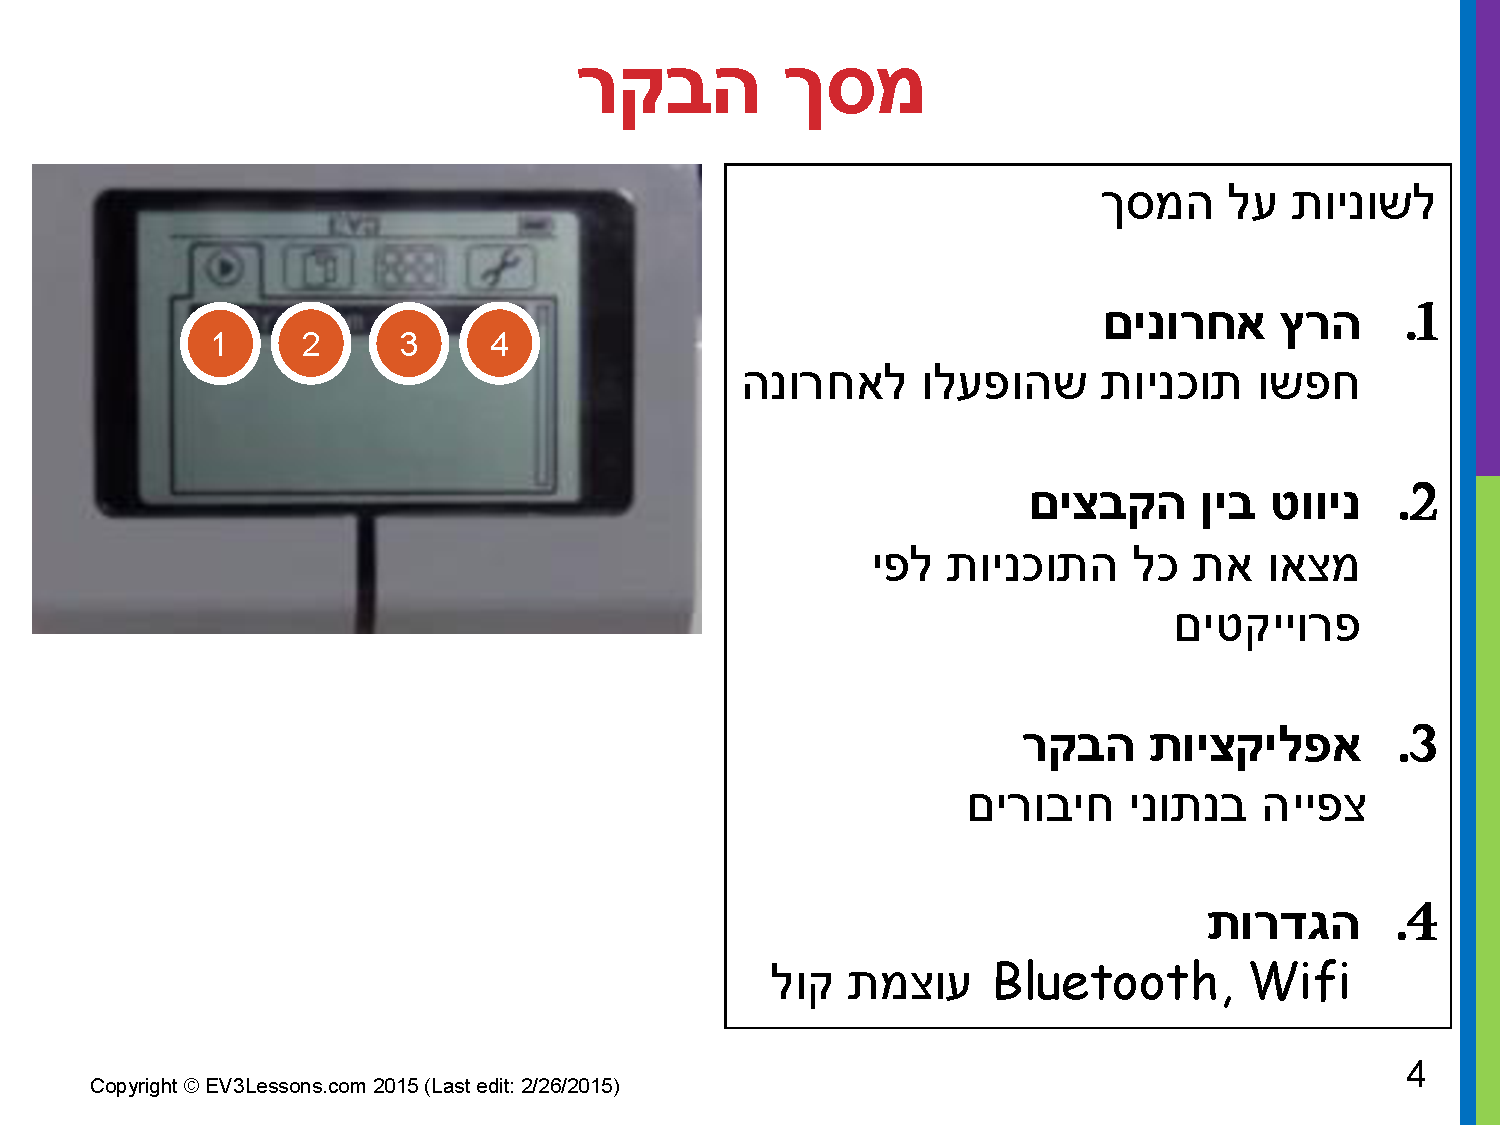 מסך הבקר
EV3
1 2 3 4
לשוניות על המסך
1. הרץ אחרונים
חפשו תוכניות שהופעלו לאחרונה
2. ניווט בין הקבצים
מצאו את כל התוכניות לפי
פרוייקטים
3. אפליקציות הבקר
צפייה בנתוני חיבורים
4. הגדרות
Bluetooth, Wifi עוצמת קול
Copyright © EV3Lessons.com 2015 (Last edit: 2/26/2015)
4